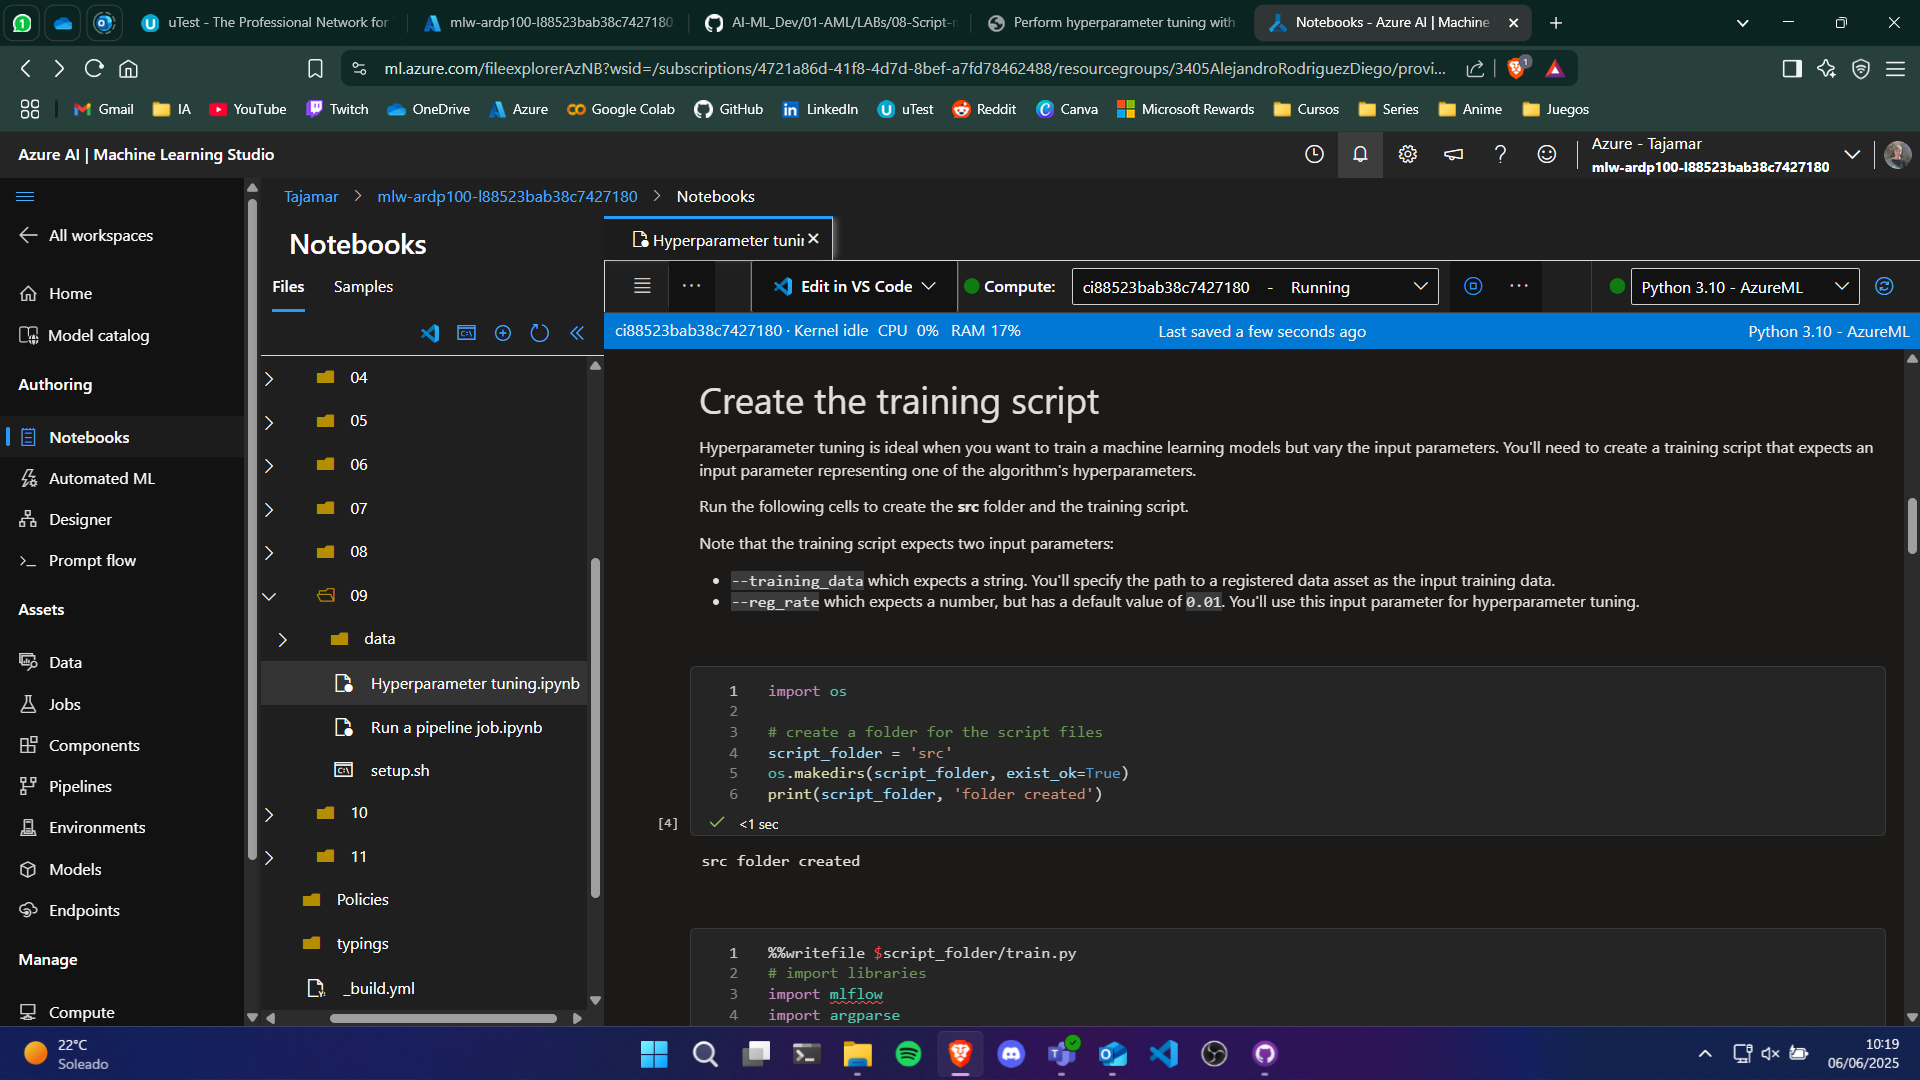 uTest - The Professional Network for
mlw-ardp100-l88523bab38c7427180
AI-ML_Dev/01-AML/LABs/08-Script-
Perform hyperparameter tuning with
Notebooks - Azure AI | Machine
ml.azure.com/fileexplorerAzNB?wsid=/subscriptions/4721a86d-41f8-4d7d-8bef-a7fd78462488/resourcegroups/3405AlejandroRodriguezDiego/provi...
1
Gmail
IA
YouTube
Twitch
OneDrive
Azure
Google Colab
GitHub
LinkedIn
uTest
Reddit
Canva
Microsoft Rewards
Cursos
Series
Anime
Juegos
Azure AI | Machine Learning Studio
Azure - Tajamar
mlw-ardp100-l88523bab38c7427180
All workspaces
Home
Model catalog
Authoring
Notebooks
Automated ML
Designer
Prompt flow
Assets
Data
Jobs
Components
Pipelines
Environments
Models
Endpoints
Manage
Compute
Tajamar > mlw-ardp100-l88523bab38c7427180 > Notebooks
Notebooks
Files
Samples
04
05
06
07
08
09
data
Hyperparameter tuning.ipynb
Run a pipeline job.ipynb
setup.sh
10
11
Policies
typings
_build.yml
Hyperparameter tunin
Edit in VS Code
Compute:
ci88523bab38c7427180 - Running
Python 3.10 - AzureML
ci88523bab38c7427180 · Kernel idle CPU 0% RAM 17%
Last saved a few seconds ago
Python 3.10 - AzureML
Create the training script
Hyperparameter tuning is ideal when you want to train a machine learning models but vary the input parameters. You'll need to create a training script that expects an
input parameter representing one of the algorithm's hyperparameters.
Run the following cells to create the src folder and the training script.
Note that the training script expects two input parameters:
• --training_data which expects a string. You'll specify the path to a registered data asset as the input training data.
• --reg_rate which expects a number, but has a default value of 0.01. You'll use this input parameter for hyperparameter tuning.
1 import os
2
3 # create a folder for the script files
4 script_folder = 'src'
5 os.makedirs(script_folder, exist_ok=True)
6 print(script_folder, 'folder created')
[4]
<1 sec
src folder created
1 %%writefile $script_folder/train.py
2 # import libraries
3 import mlflow
4 import argparse
22°C
Soleado
10:19
06/06/2025